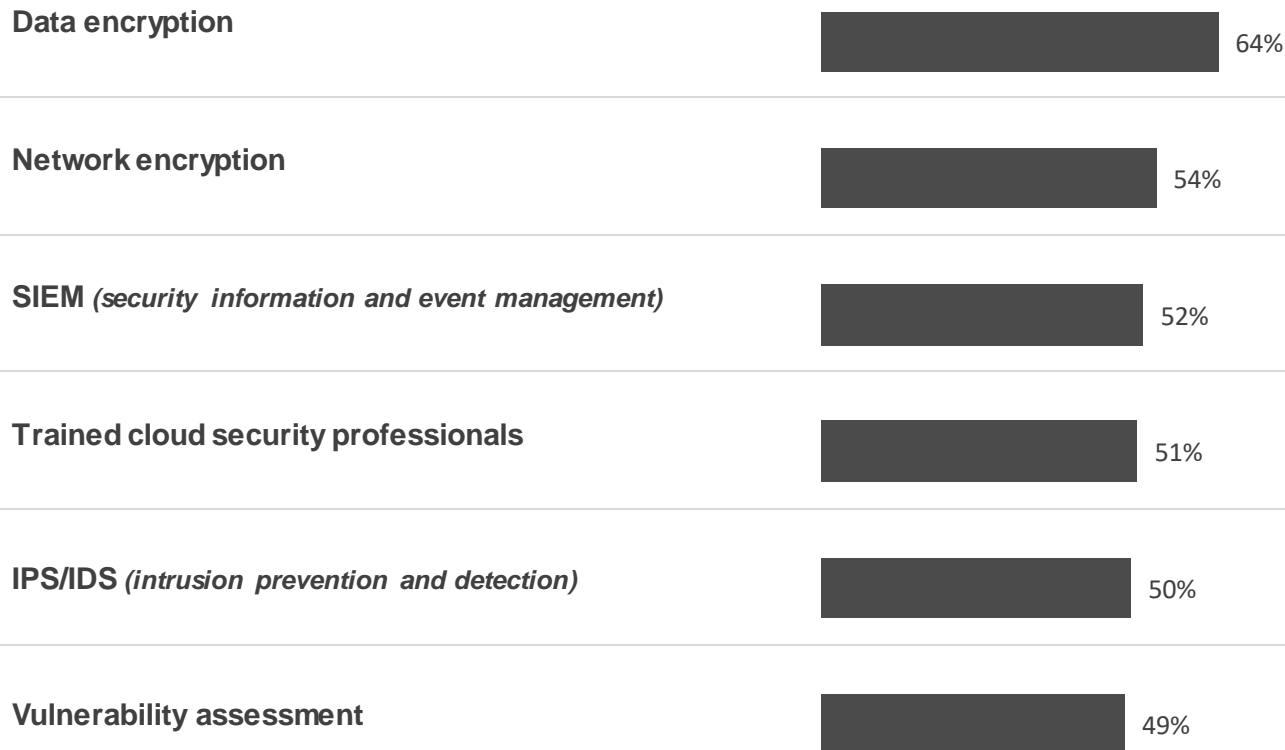 Data encryption
64%
Network encryption
54%
SIEM (security information and event management)
52%
Trained cloud security professionals
51%
IPS/IDS (intrusion prevention and detection)
50%
Vulnerability assessment
49%